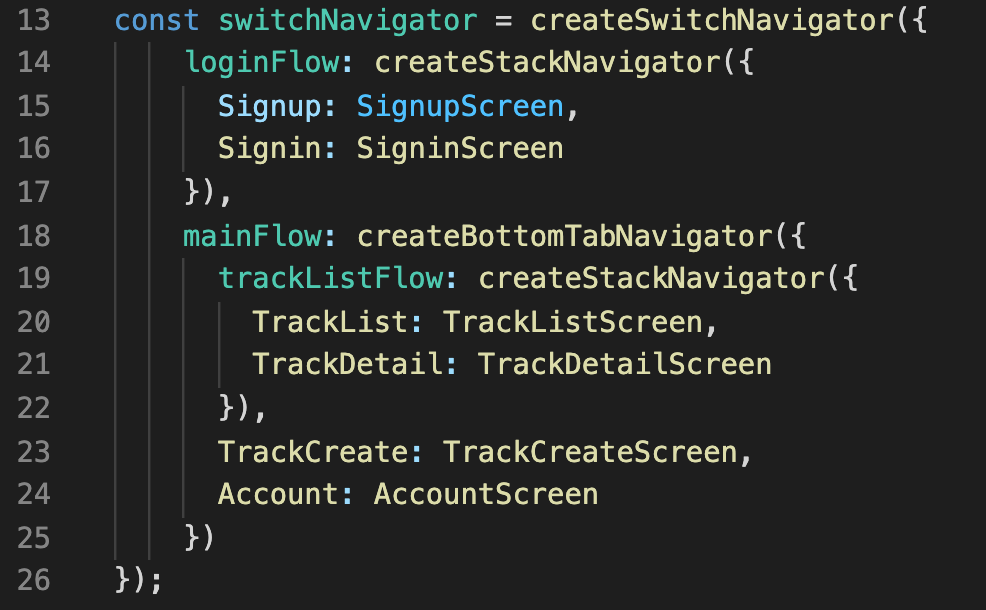 13 const switchNavigator = createSwitchNavigator({
14 loginFlow: createStackNavigator({
15 Signup: SignupScreen,
16 Signin: SigninScreen
17 }),
18 mainFlow: createBottomTabNavigator({
19 trackListFlow: createStackNavigator({
20 TrackList: TrackListScreen,
21 TrackDetail: TrackDetailScreen
22 }),
23 TrackCreate: TrackCreateScreen,
24 Account: AccountScreen
25 })
26 });